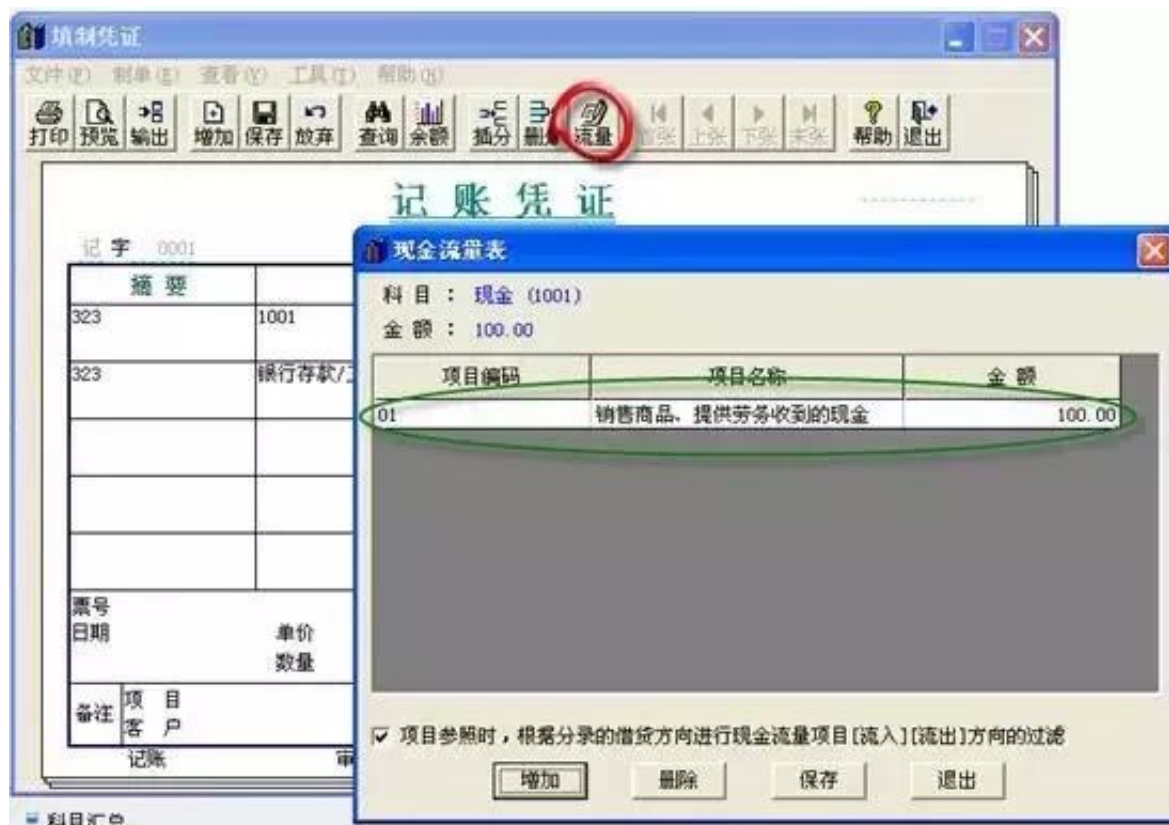 填制凭证
文件(F) 制单(E) 查看(V) 工具(T) 帮助(H)
打印 预览 输出 增加 保存 放弃 查询 余额 插分 删分 流量 首张 上张 下张 末张 帮助 退出
记 账 凭 证
记 字 0001
摘 要
323 1001
323 银行存款/
票号
日期 单价
数量
备注 项 目
客 户
记账 审
现金流量表
科 目 : 现金 (1001)
金 额 : 100.00
项目编码 项目名称 金 额
01 销售商品、提供劳务收到的现金 100.00
项目参照时，根据分录的借贷方向进行现金流量项目[流入][流出]方向的过滤
增加 删除 保存 退出
科目汇总